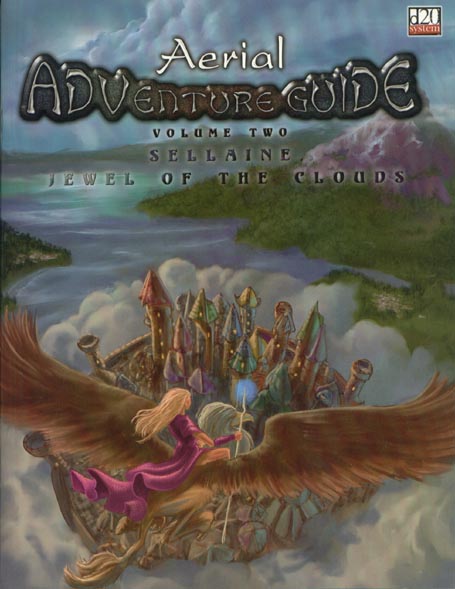 d20
system
Aerial
ADVENTURE GUIDE
VOLUME TWO
SELLAINE,
JEWEL OF THE CLOUDS